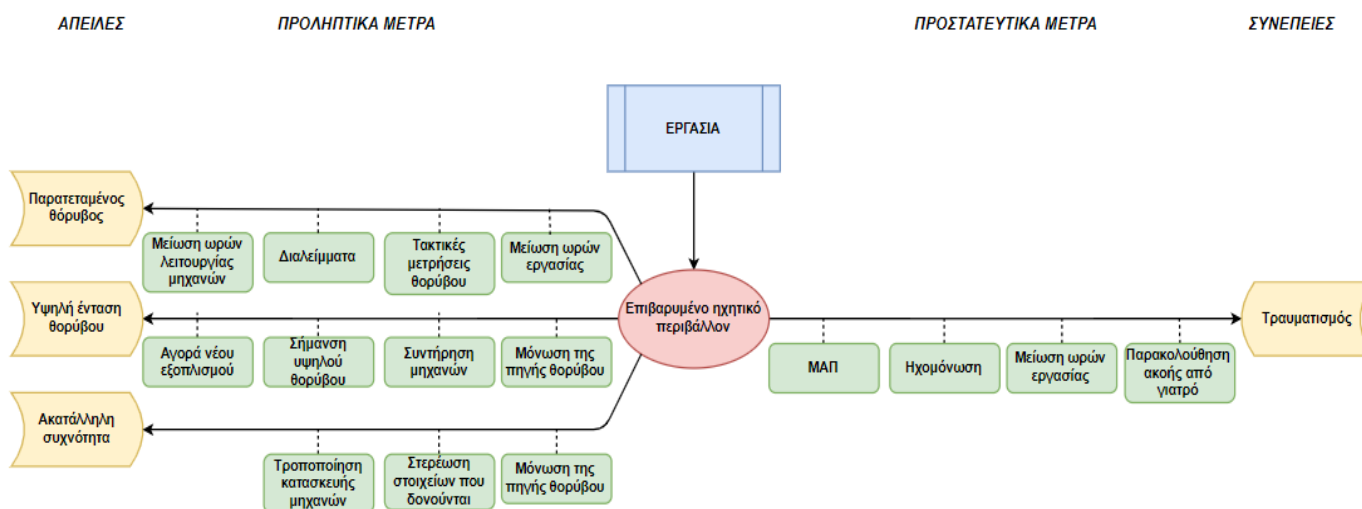 ΑΠΕΙΛΕΣ
ΠΡΟΛΗΠΤΙΚΑ ΜΕΤΡΑ
ΠΡΟΣΤΑΤΕΥΤΙΚΑ ΜΕΤΡΑ
ΣΥΝΕΠΕΙΕΣ
ΕΡΓΑΣΙΑ
Παρατεταμένος
θόρυβος
Μείωση ωρών
λειτουργίας
μηχανών
Διαλείμματα
Τακτικές
μετρήσεις
θορύβου
Μείωση ωρών
εργασίας
Υψηλή ένταση
θορύβου
Αγορά νέου
εξοπλισμού
Σήμανση
υψηλού
θορύβου
Συντήρηση
μηχανών
Μόνωση της
πηγής θορύβου
Επιβαρυμένο ηχητικό
περιβάλλον
ΜΑΠ
Ηχομόνωση
Μείωση ωρών
εργασίας
Παρακολούθηση
ακοής από
γιατρό
Τραυματισμός
Ακατάλληλη
συχνότητα
Τροποποίηση
κατασκευής
μηχανών
Στερέωση
στοιχείων που
δονούνται
Μόνωση της
πηγής θορύβου